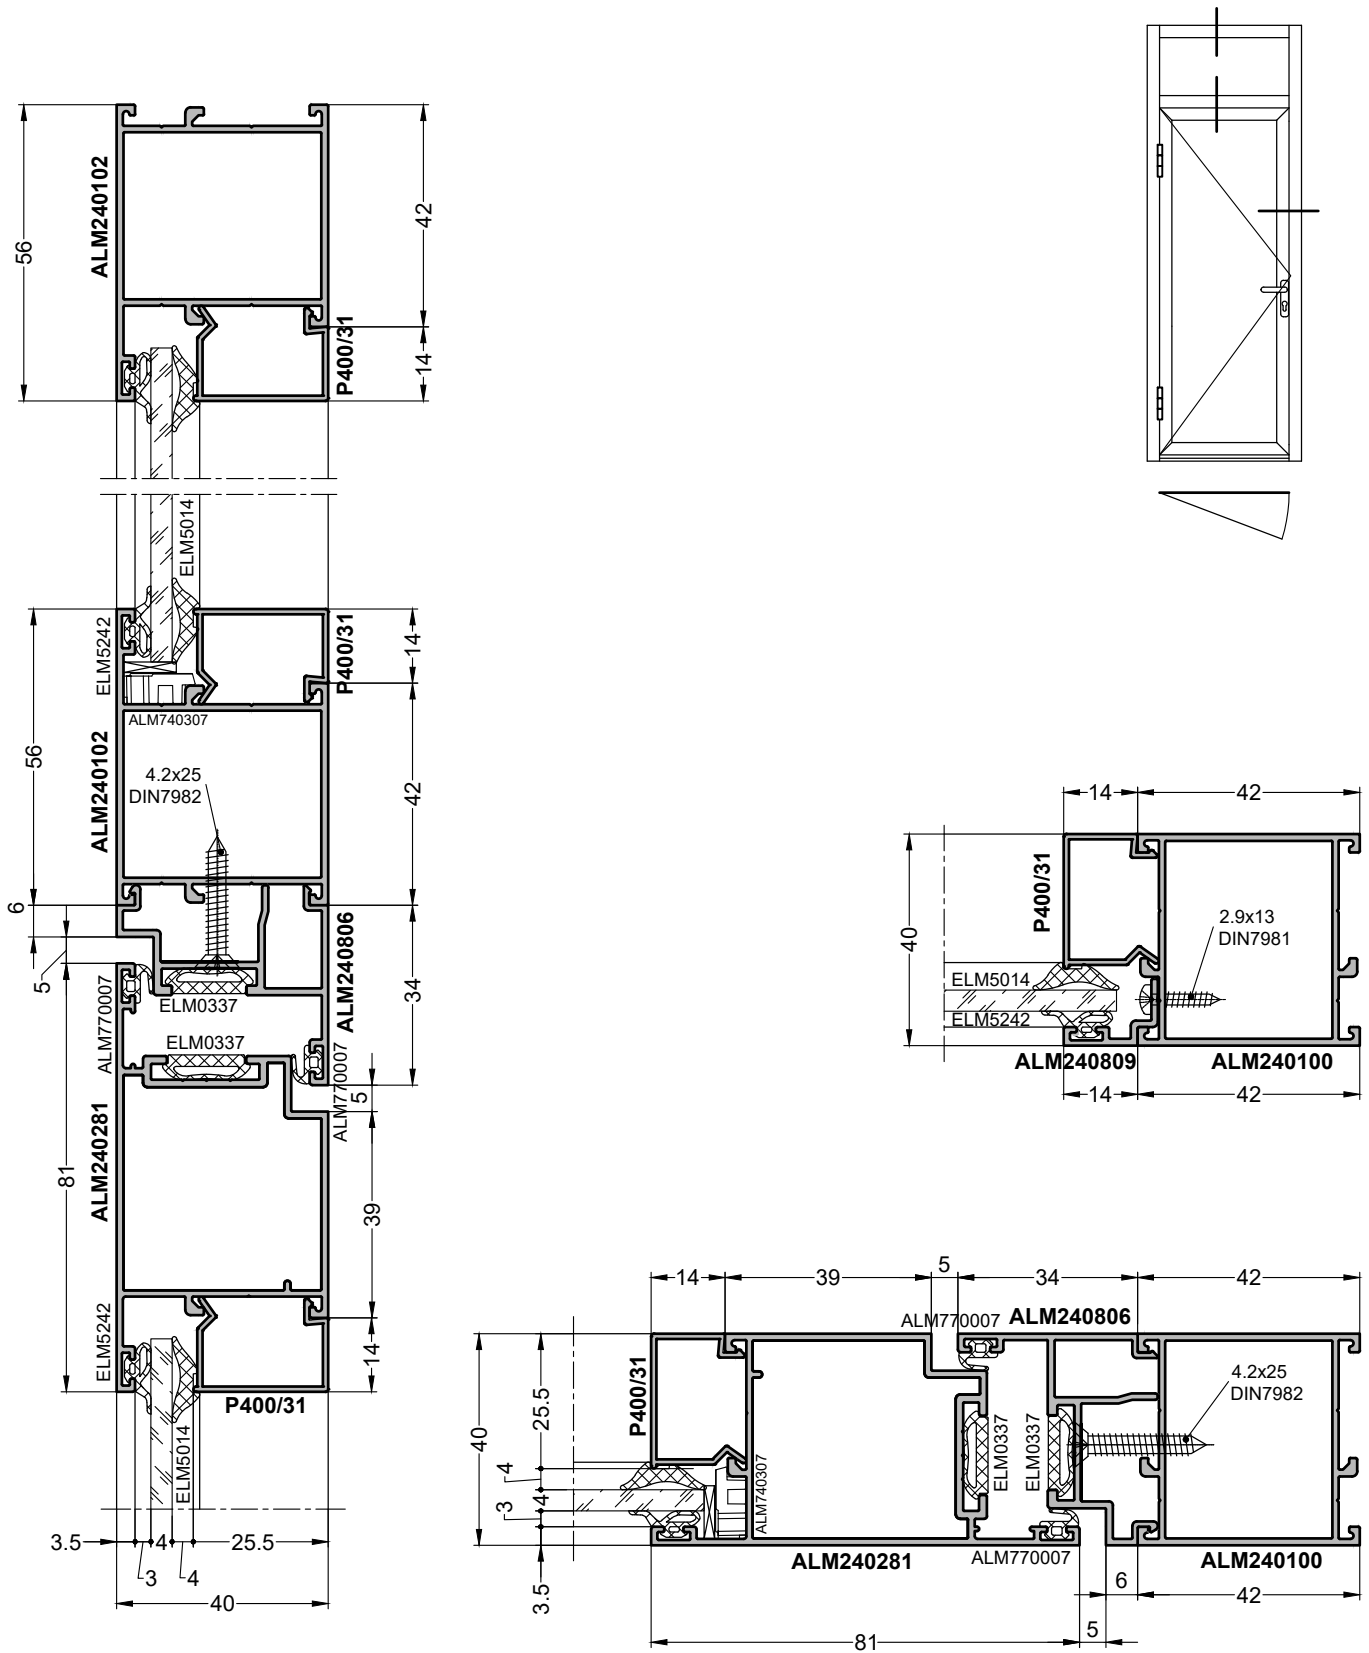 56
ALM240102
42
P400/31
14
ELM5014
ELM5242
14
P400/31
ALM740307
56
ALM240102
4.2x25
DIN7982
42
6
5
ALM770007
ELM0337
ALM240806
34
ELM0337
ALM770007
5
81
ALM240281
39
ELM5242
14
P400/31
ELM5014
3.5
3
4
4
25.5
40
14
42
P400/31
2.9x13
DIN7981
40
ELM5014
ELM5242
ALM240809
ALM240100
14
42
14
39
5
34
42
ALM770007
ALM240806
P400/31
4.2x25
DIN7982
40
25.5
4
4
3
3.5
ALM740307
ELM0337
ELM0337
ALM240281
ALM770007
ALM240100
6
42
81
5